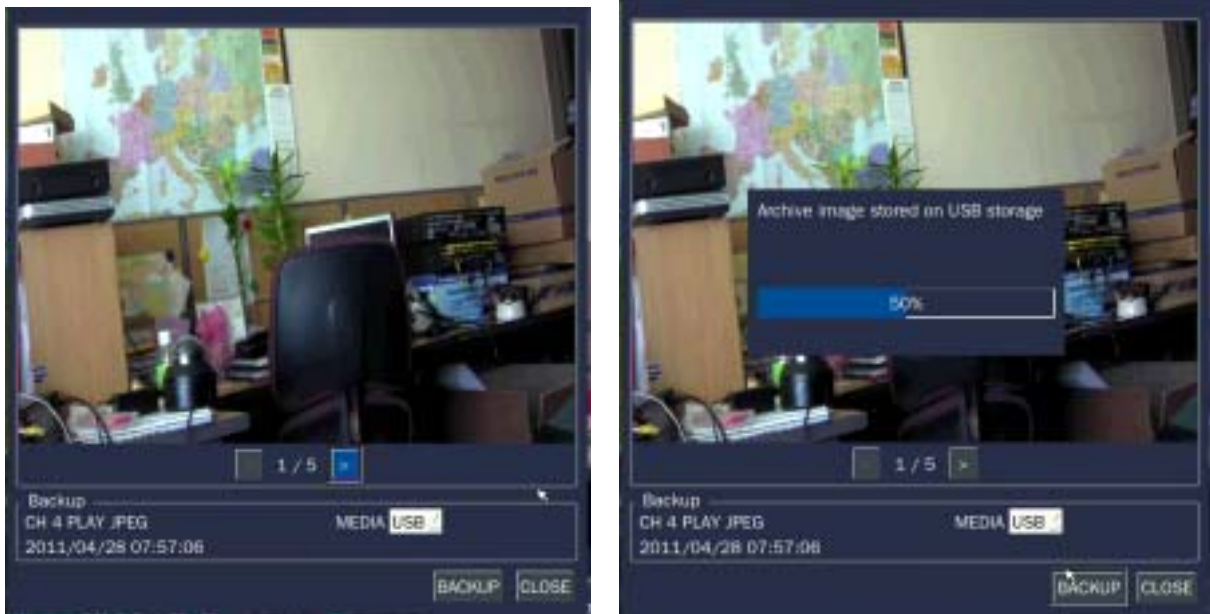 1 / 5 >
Backup
CH 4 PLAY JPEG
MEDIA USB
2011/04/28 07:57:06
BACKUP CLOSE
Archive image stored on USB storage
50%
1 / 5 >
Backup
CH 4 PLAY JPEG
MEDIA USB
2011/04/28 07:57:06
BACKUP CLOSE